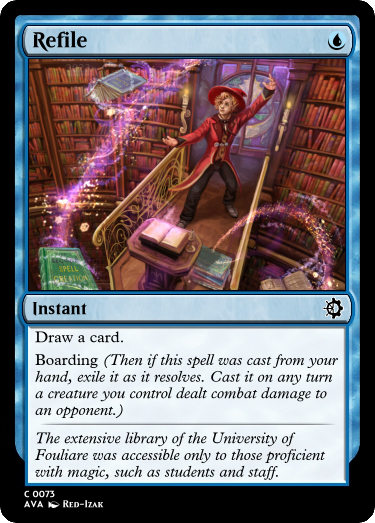 Refile
SPELL
CREATION
Instant
Draw a card.
Boarding (Then if this spell was cast from your
hand, exile it as it resolves. Cast it on any turn
a creature you control dealt combat damage to
an opponent.)
The extensive library of the University of
Fouliare was accessible only to those proficient
with magic, such as students and staff.
C 0073
AVA Red-Izak